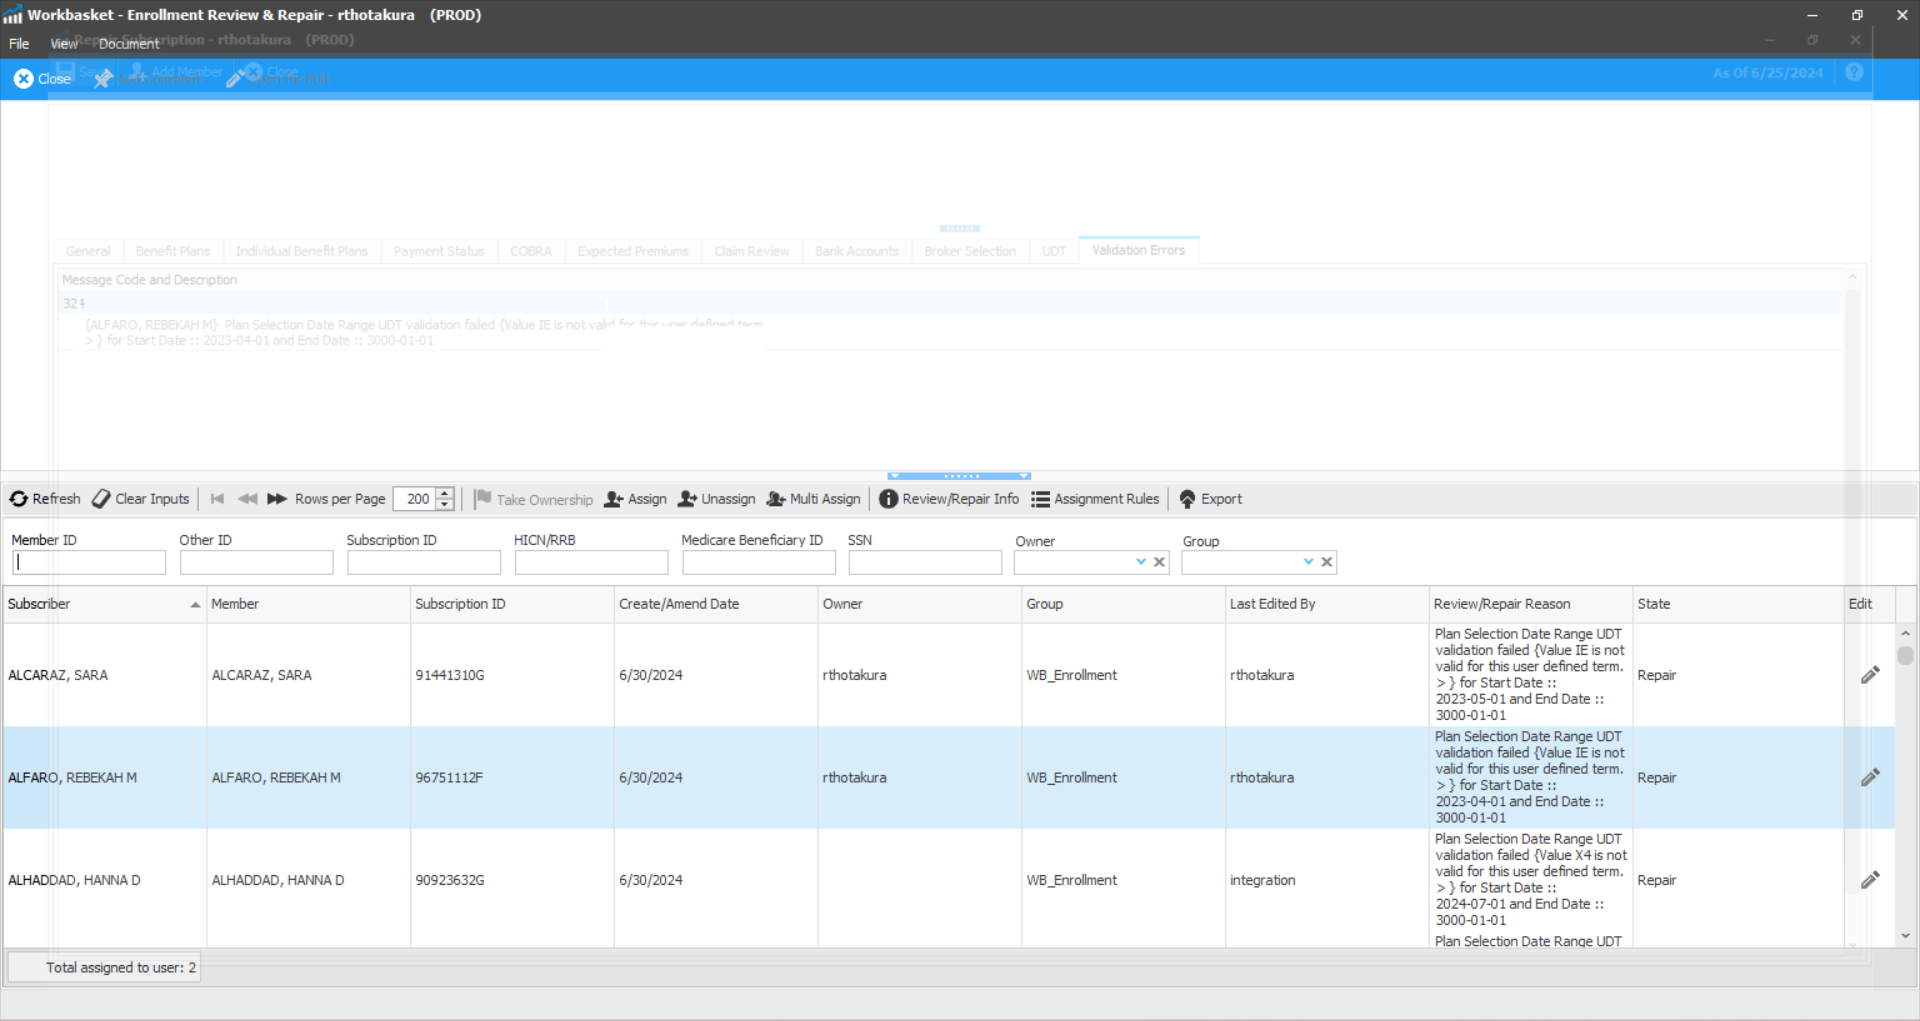 Workbasket - Enrollment Review & Repair - rthotakura (PROD)
Repair Subscription - rthotakura (PROD)
File View Document
Save Add Member Close
Close
As Of 6/25/2024
General Benefit Plans Individual Benefit Plans Payment Status COBRA Expected Premiums Claim Review Bank Accounts Broker Selection UDT Validation Errors
Message Code and Description
{ALFARO, REBEKAH M} Plan Selection Date Range UDT validation failed {Value IE is not valid for this user defined term.
> } for Start Date :: 2023-04-01 and End Date :: 3000-01-01
Refresh Clear Inputs Rows per Page 200 Take Ownership Assign Unassign Multi Assign Review/Repair Info Assignment Rules Export
Member ID Other ID Subscription ID HICN/RRB Medicare Beneficiary ID SSN Owner Group
Subscriber Member Subscription ID Create/Amend Date Owner Group Last Edited By Review/Repair Reason State Edit
ALCARAZ, SARA ALCARAZ, SARA 91441310G 6/30/2024 rthotakura WB_Enrollment rthotakura
Plan Selection Date Range UDT
validation failed {Value IE is not
valid for this user defined term.
> } for Start Date ::
2023-05-01 and End Date ::
3000-01-01
Repair
ALFARO, REBEKAH M ALFARO, REBEKAH M 96751112F 6/30/2024 rthotakura WB_Enrollment rthotakura
Plan Selection Date Range UDT
validation failed {Value IE is not
valid for this user defined term.
> } for Start Date ::
2023-04-01 and End Date ::
3000-01-01
Repair
ALHADDAD, HANNA D ALHADDAD, HANNA D 90923632G 6/30/2024 WB_Enrollment integration
Plan Selection Date Range UDT
validation failed {Value X4 is not
valid for this user defined term.
> } for Start Date ::
2024-07-01 and End Date ::
3000-01-01
Repair
Plan Selection Date Range UDT
Total assigned to user: 2